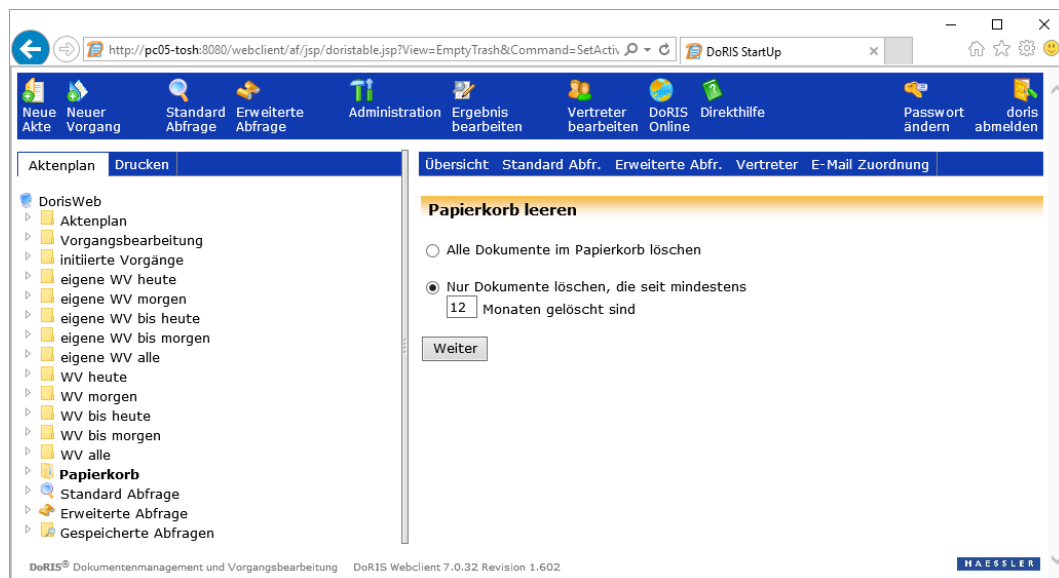 http://pc05-tosh:8080/webclient/af/jsp/doristable.jsp?View=EmptyTrash&Command=SetActiv
DoRIS StartUp
Neue Akte
Neuer Vorgang
Standard Abfrage
Erweiterte Abfrage
Administration
Ergebnis bearbeiten
Vertreter bearbeiten
DoRIS Online
Direkthilfe
Passwort ändern
doris abmelden
Aktenplan Drucken
Übersicht Standard Abfr. Erweiterte Abfr. Vertreter E-Mail Zuordnung
DorisWeb
Aktenplan
Vorgangsbearbeitung
initiierte Vorgänge
eigene WV heute
eigene WV morgen
eigene WV bis heute
eigene WV bis morgen
eigene WV alle
WV heute
WV morgen
WV bis heute
WV bis morgen
WV alle
Papierkorb
Standard Abfrage
Erweiterte Abfrage
Gespeicherte Abfragen
Papierkorb leeren
Alle Dokumente im Papierkorb löschen
Nur Dokumente löschen, die seit mindestens
12 Monaten gelöscht sind
Weiter
DoRIS® Dokumentenmanagement und Vorgangsbearbeitung DoRIS Webclient 7.0.32 Revision 1.602
HAESSLER